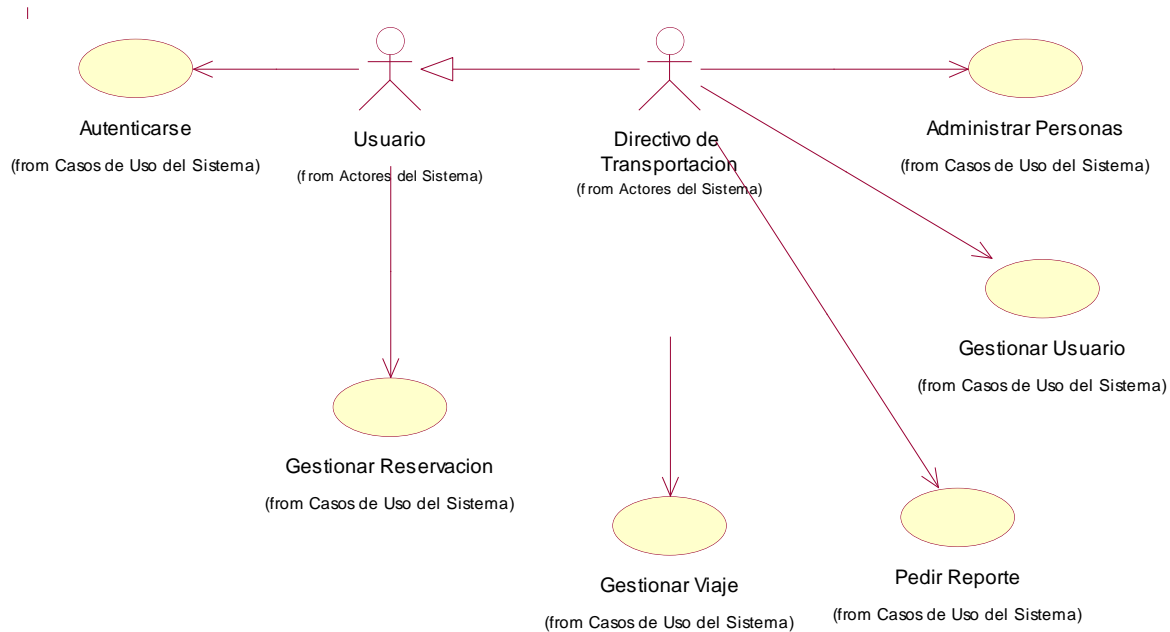 Autenticarse
(from Casos de Uso del Sistema)
Usuario
(from Actores del Sistema)
Directivo de
Transportacion
(from Actores del Sistema)
Administrar Personas
(from Casos de Uso del Sistema)
Gestionar Usuario
(from Casos de Uso del Sistema)
Gestionar Reservacion
(from Casos de Uso del Sistema)
Gestionar Viaje
(from Casos de Uso del Sistema)
Pedir Reporte
(from Casos de Uso del Sistema)